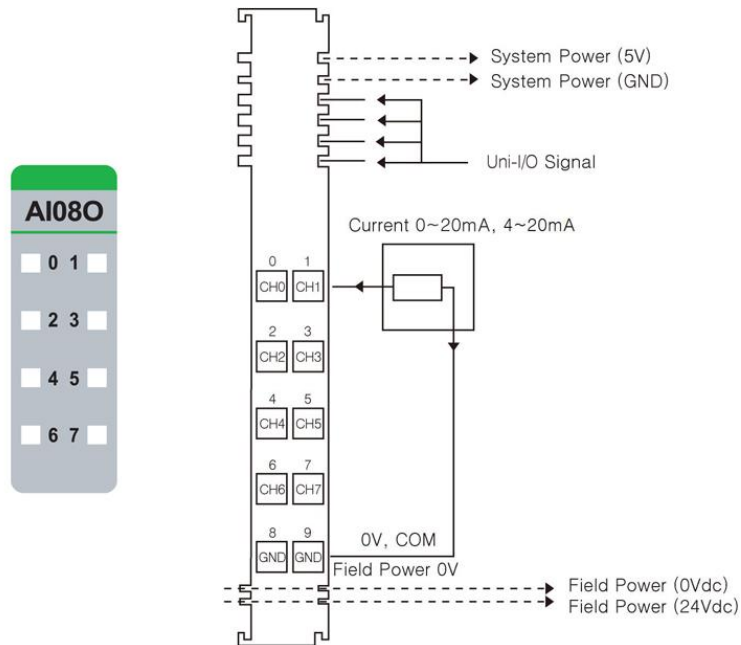 System Power (5V)
System Power (GND)
Uni-I/O Signal
AI08O
0 1
2 3
4 5
6 7
Current 0~20mA, 4~20mA
0 1
CH0 CH1
2 3
CH2 CH3
4 5
CH4 CH5
6 7
CH6 CH7
8 9
GND GND
0V, COM
Field Power 0V
Field Power (0Vdc)
Field Power (24Vdc)